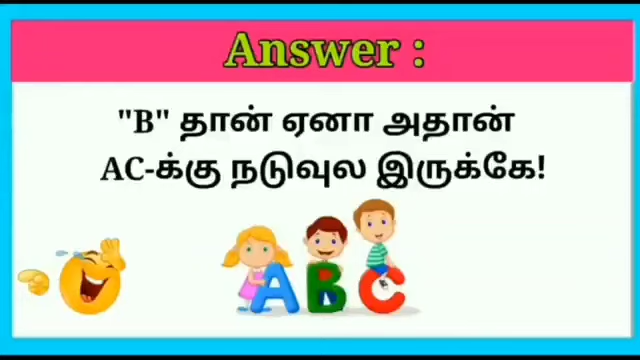 Answer :
"B" தான் ஏனா அதான்
AC-க்கு நடுவுல இருக்கே!
ABC